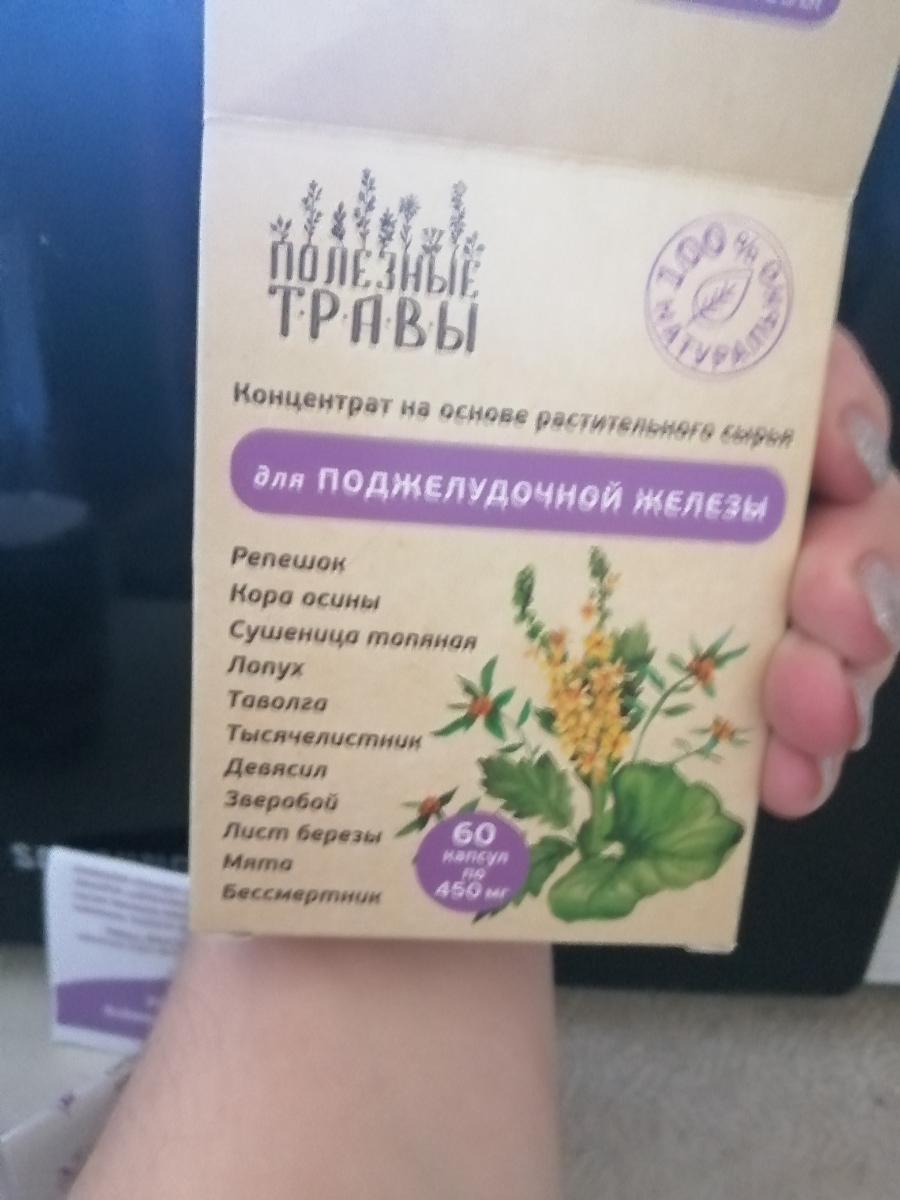 ПОЛЕЗНЫЕ
ТРАВЫ
100 %
НАТУРАЛЬНО
Концентрат на основе растительного сырья
для ПОДЖЕЛУДОЧНОЙ ЖЕЛЕЗЫ
Репешок
Кора осины
Сушеница топяная
Лопух
Таволга
Тысячелистник
Девясил
Зверобой
Лист березы
Мята
Бессмертник
60
капсул
по
450 мг